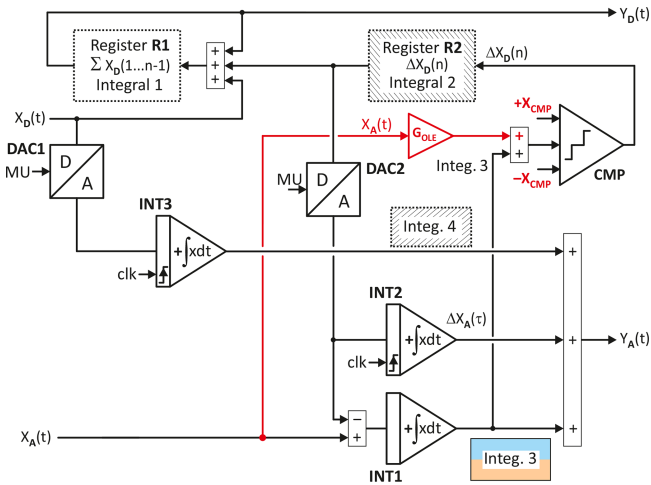 Y_D(t)
Register R1
∑ X_D(1...n-1)
Integral 1
+
+
+
Register R2
ΔX_D(n)
Integral 2
ΔX_D(n)
X_D(t)
X_A(t)
G_OLE
+
+
Integ. 3
+X_CMP
−X_CMP
CMP
DAC1
D
A
MU
DAC2
D
A
MU
INT3
+∫xdt
clk
Integ. 4
+
INT2
ΔX_A(τ)
+∫xdt
clk
+
Y_A(t)
−
+
X_A(t)
+∫xdt
INT1
+
Integ. 3